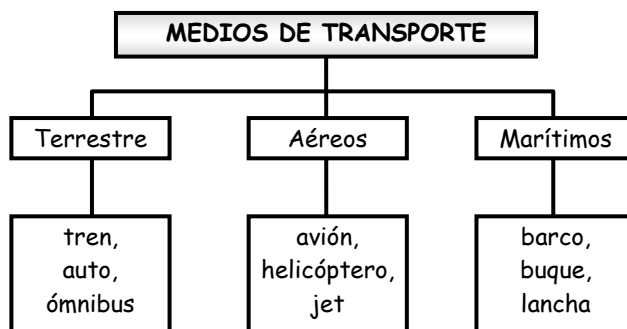 MEDIOS DE TRANSPORTE
Terrestre
Aéreos
Marítimos
tren,
auto,
ómnibus
avión,
helicóptero,
jet
barco,
buque,
lancha